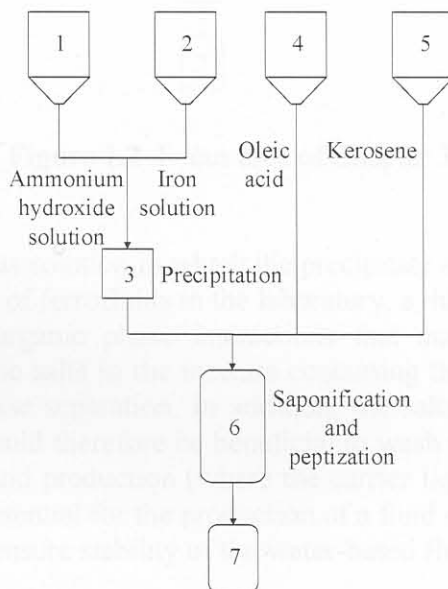 1
2
4
5
Ammonium
hydroxide
solution
Iron
solution
Oleic
acid
Kerosene
3
Precipitation
6
Saponification
and
peptization
7